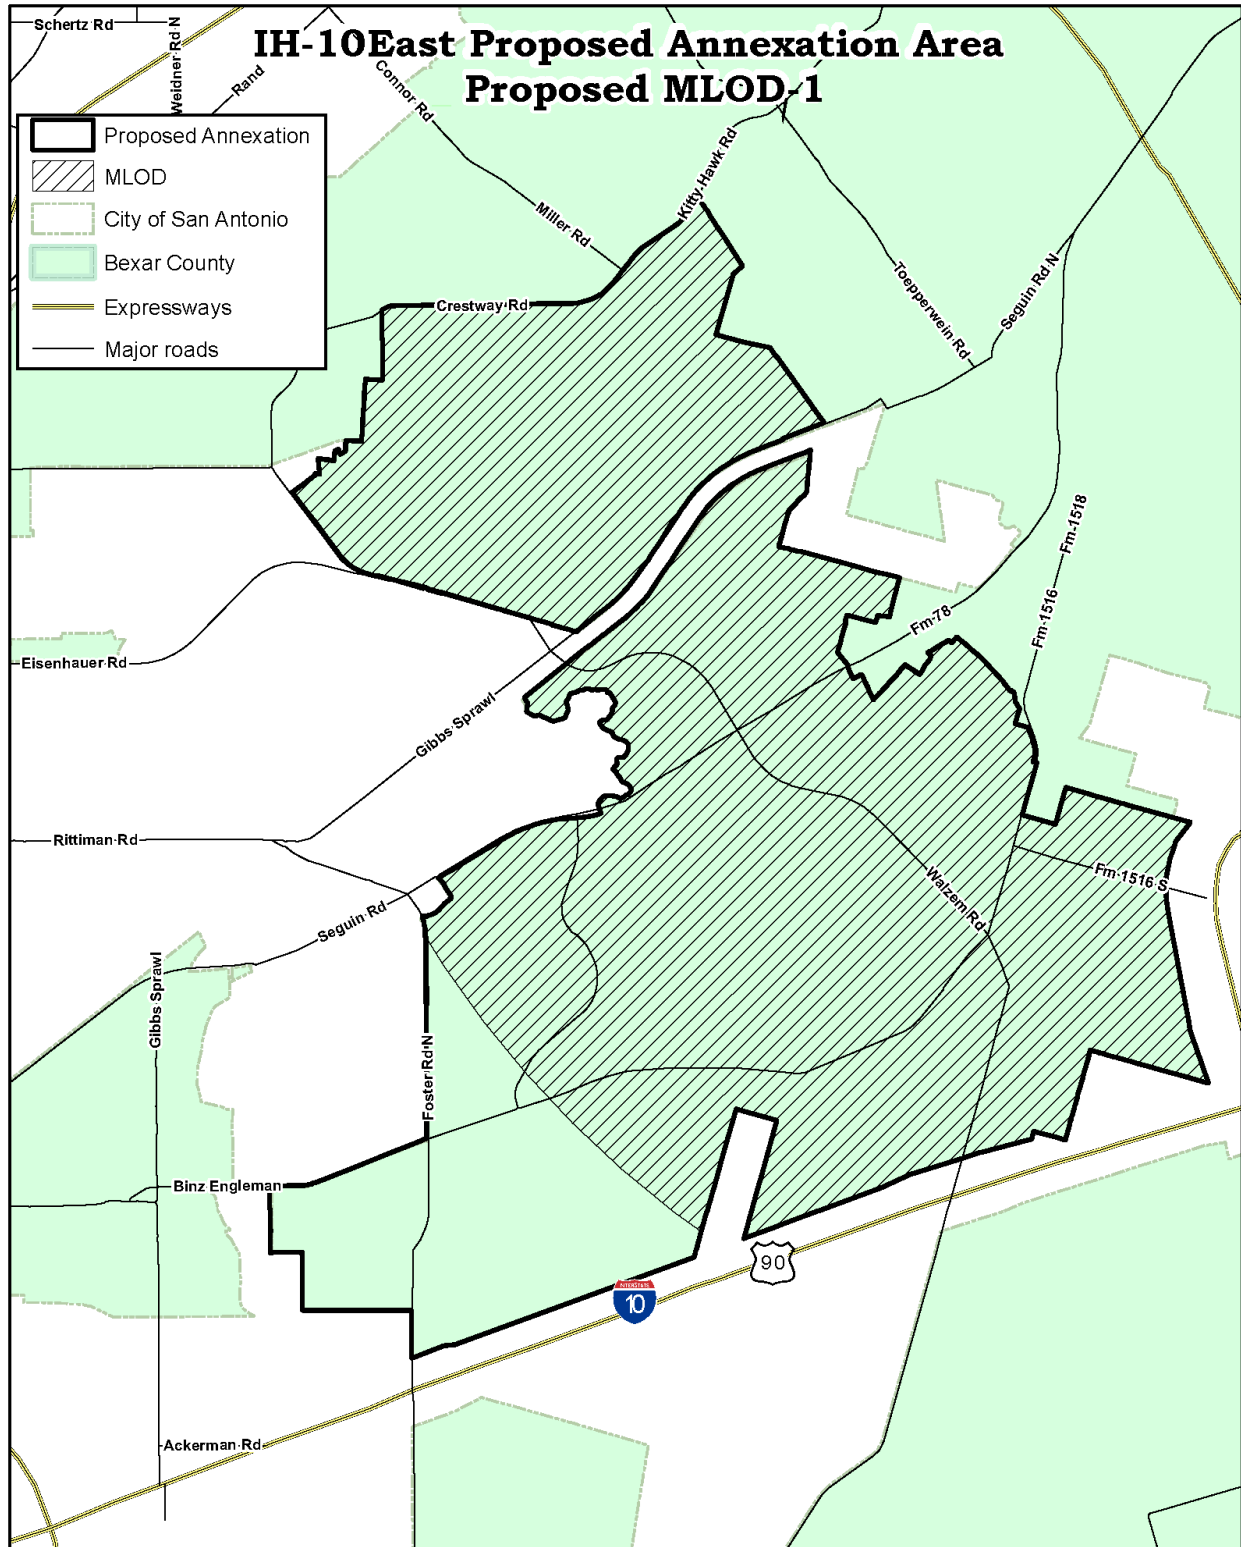 IH-10East Proposed Annexation Area
Proposed MLOD-1
Schertz Rd
Weidner Rd N
Rand
Connor Rd
Proposed Annexation
MLOD
City of San Antonio
Bexar County
Expressways
Major roads
Kitty Hawk Rd
Miller Rd
Crestway Rd
Toepperwein Rd
Seguin Rd N
Fm-1518
Fm-1516
Fm-78
Eisenhauer Rd
Gibbs Sprawl
Rittiman Rd
Walzem Rd
Fm-1516 S
Seguin Rd
Gibbs Sprawl
Foster Rd N
Binz Engleman
90
INTERSTATE
10
Ackerman Rd